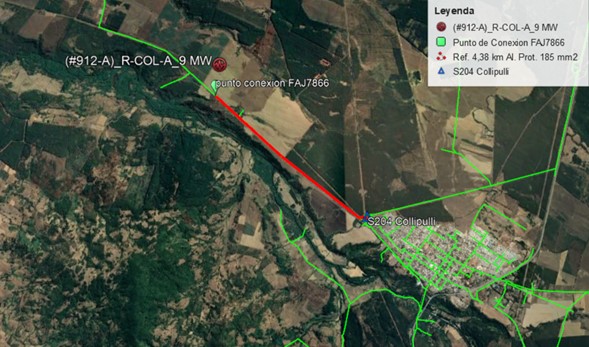 Leyenda
(#912-A)_R-COL-A_9 MW
Punto de Conexion FAJ7866
Ref. 4,38 km Al. Prot. 185 mm2
S204 Collipulli
(#912-A)_R-COL-A_9 MW
punto conexion FAJ7866
S204 Collipulli